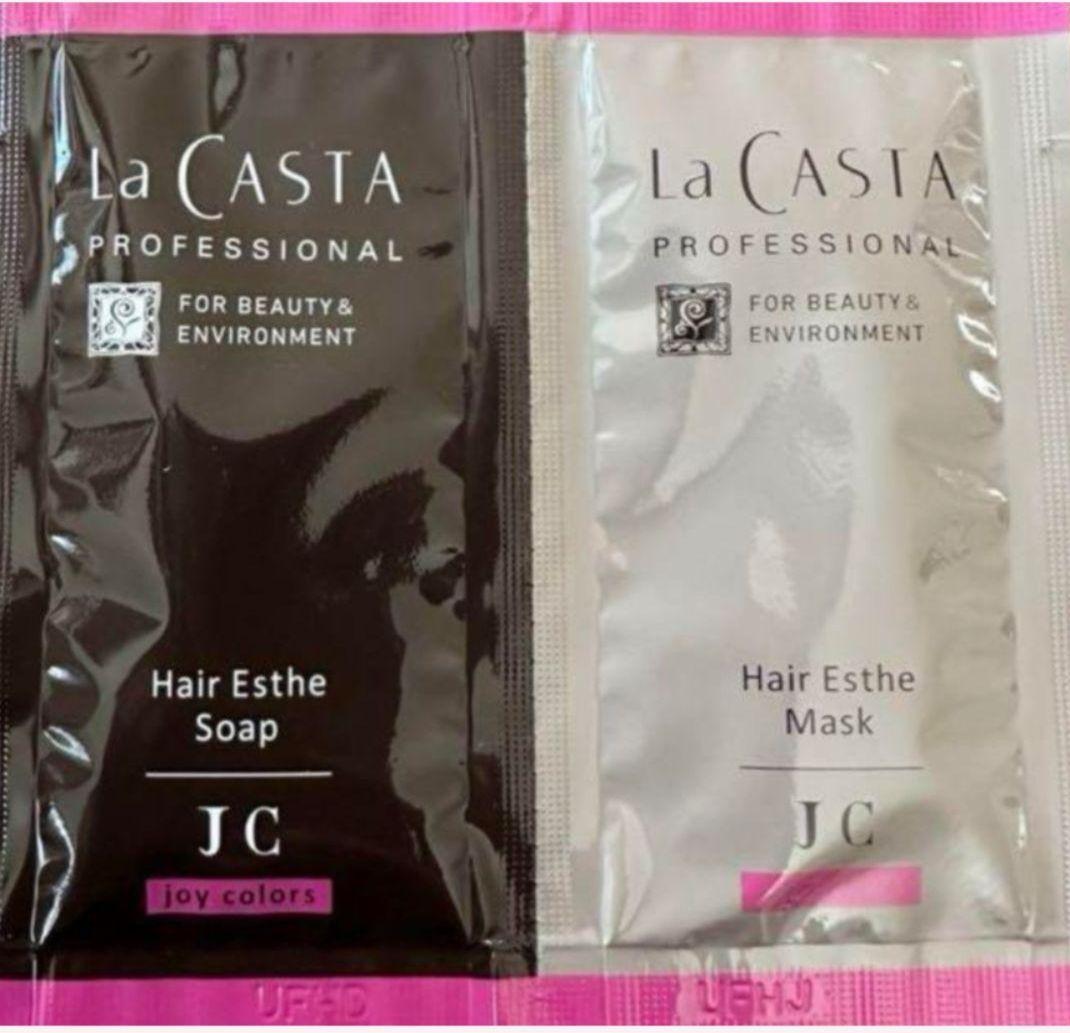 La CASTA
PROFESSIONAL
FOR BEAUTY &
ENVIRONMENT
Hair Esthe
Soap
JC
joy colors
La CASTA
PROFESSIONAL
FOR BEAUTY &
ENVIRONMENT
Hair Esthe
Mask
JC